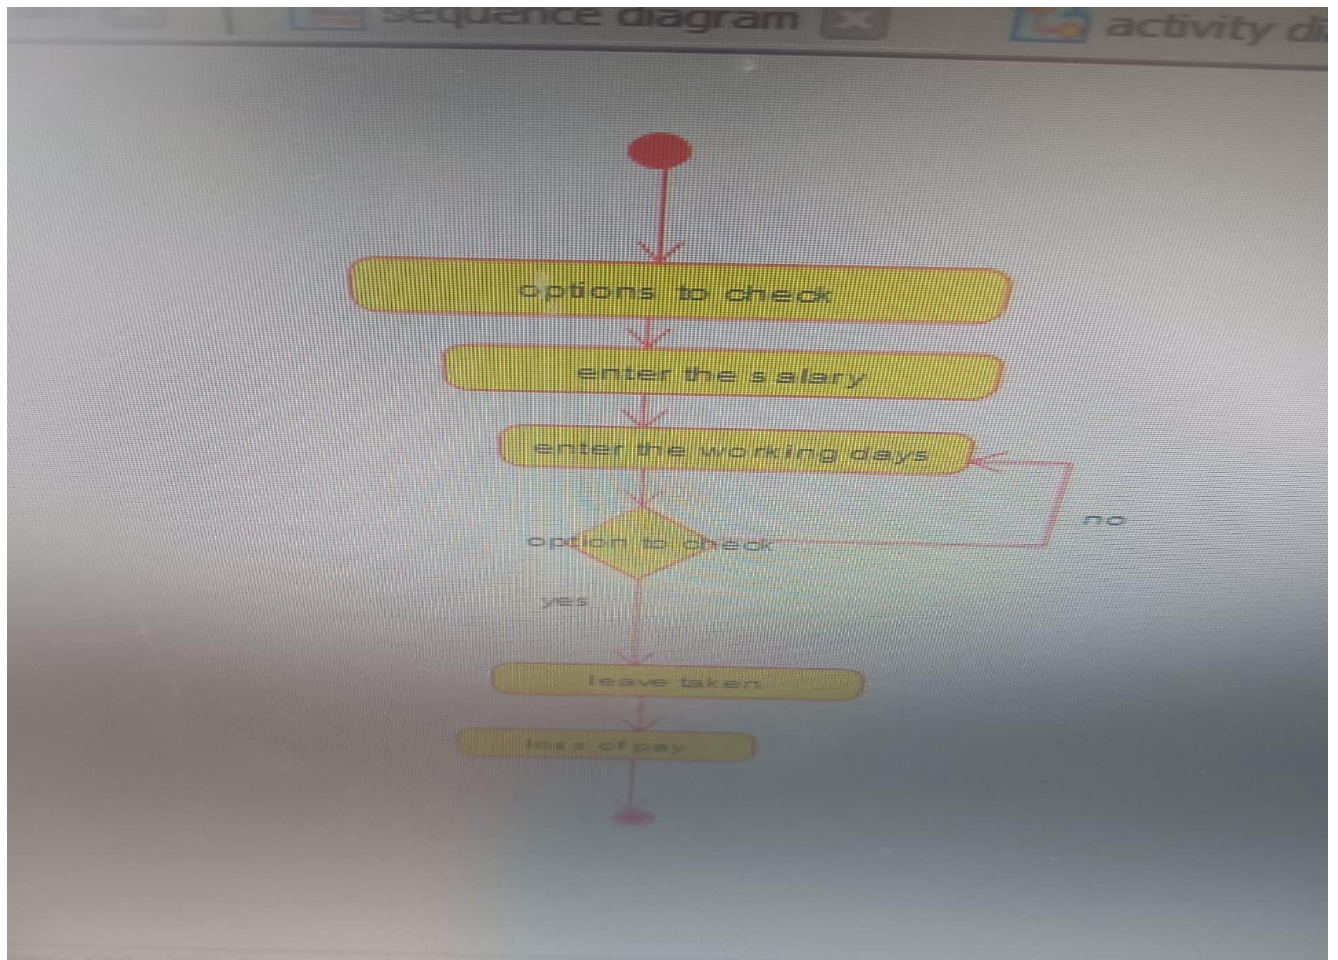 sequence diagram
activity
options to check
enter the salary
enter the working days
option to check
no
yes
leave taken
loss of pay